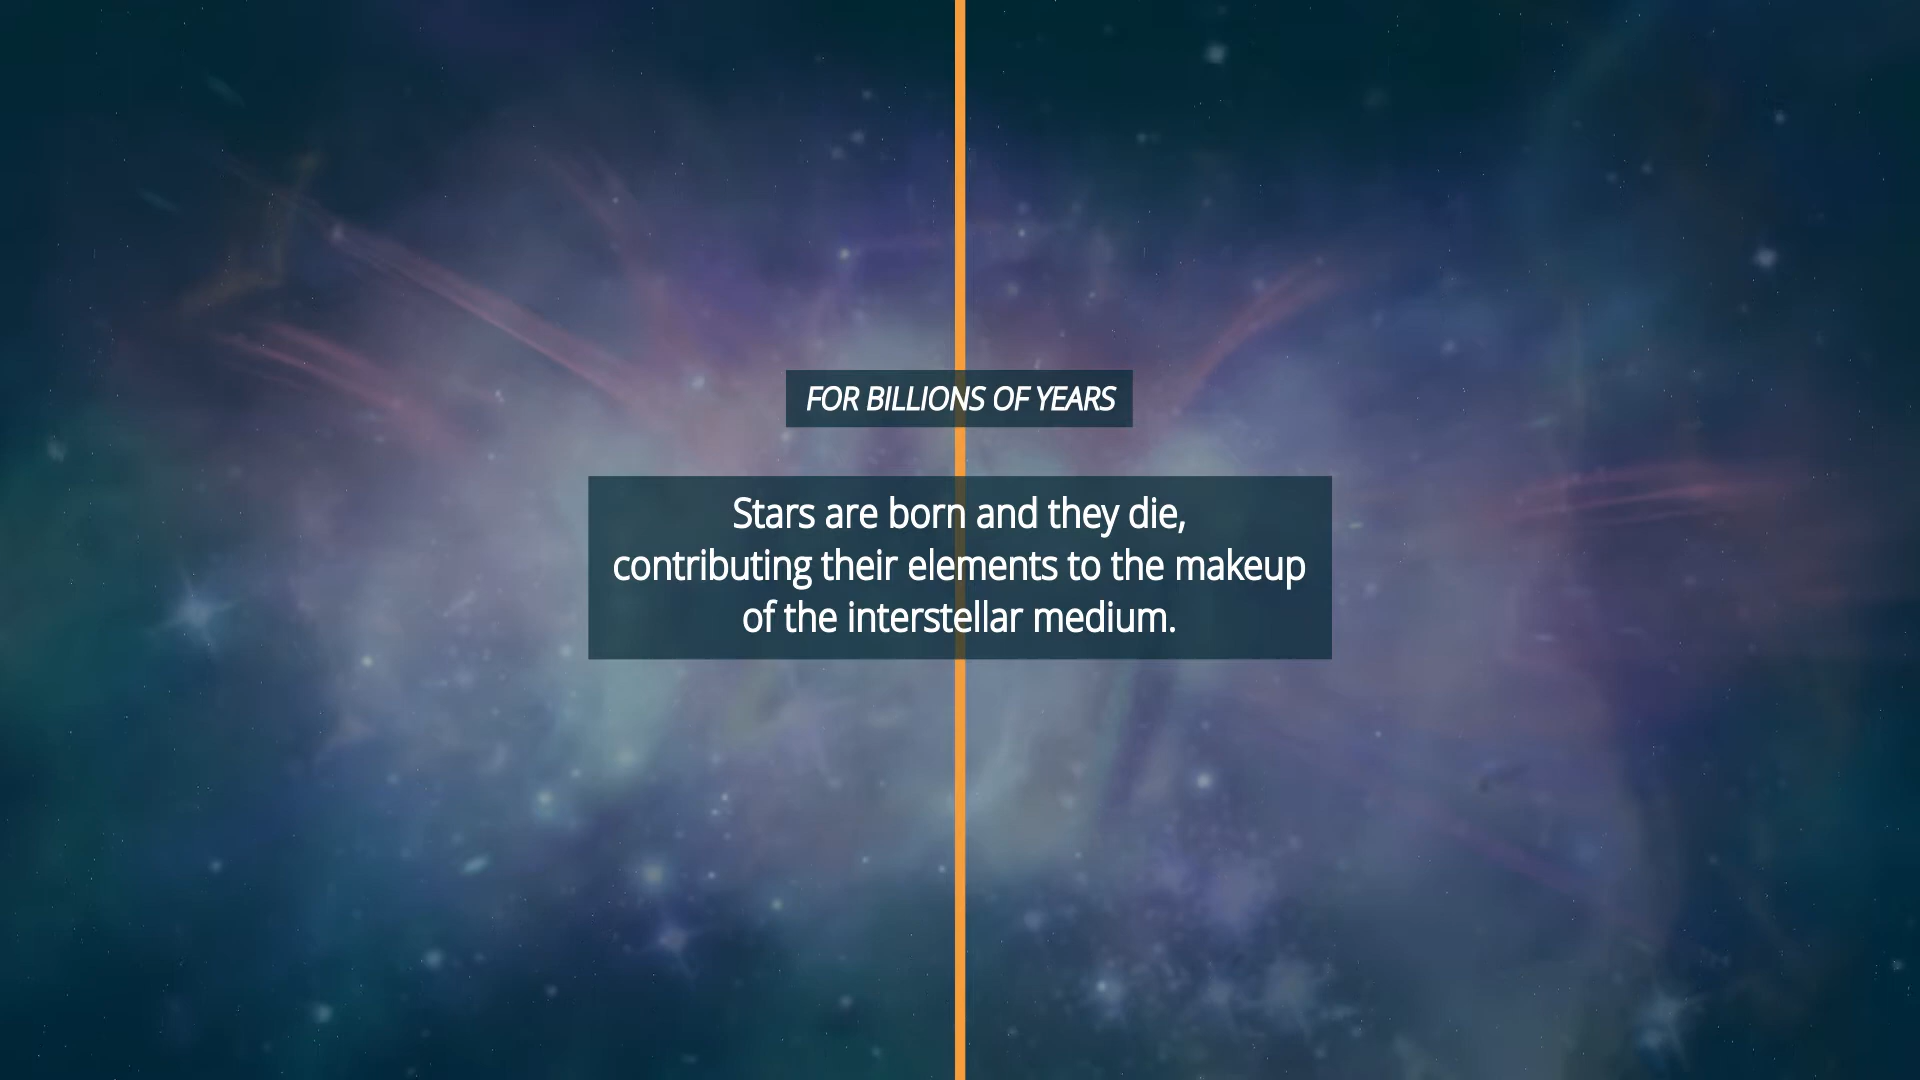 FOR BILLIONS OF YEARS
Stars are born and they die,
contributing their elements to the makeup
of the interstellar medium.